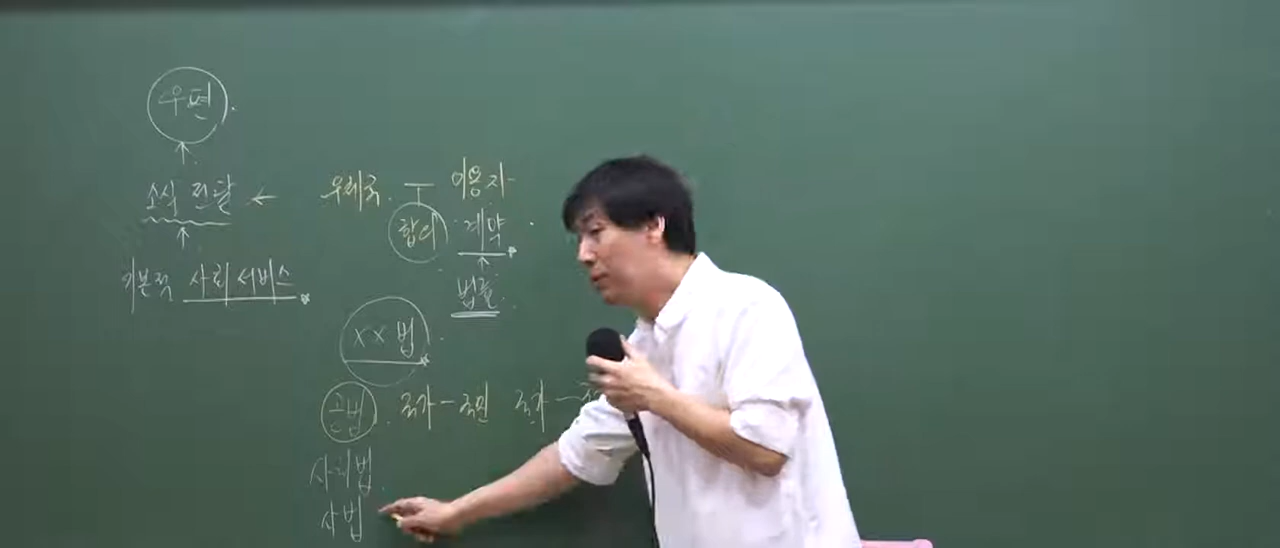 우편
소식 전달 ←
기본적 사회서비스
우체국 이용자
합의 계약
법률
xx법
공법 국가-국민 국가-
사회법
사법